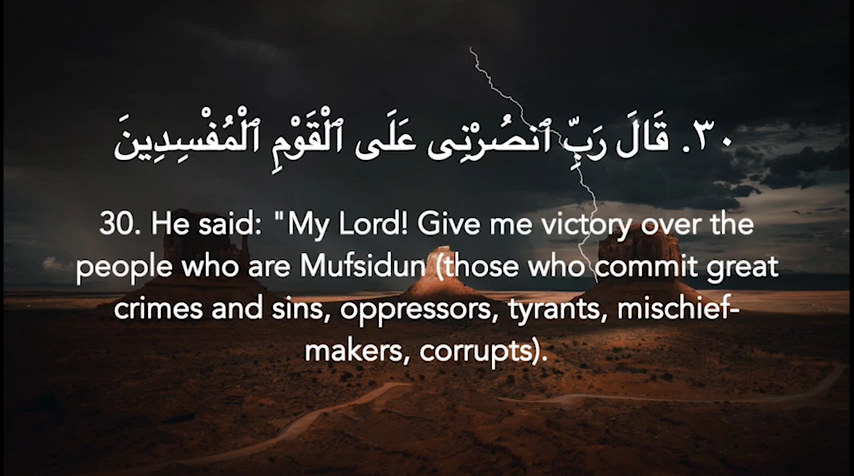 ٣٠. قَالَ رَبِّ ٱنصُرْنِى عَلَى ٱلْقَوْمِ ٱلْمُفْسِدِينَ
30. He said: "My Lord! Give me victory over the
people who are Mufsidun (those who commit great
crimes and sins, oppressors, tyrants, mischief-
makers, corrupts).